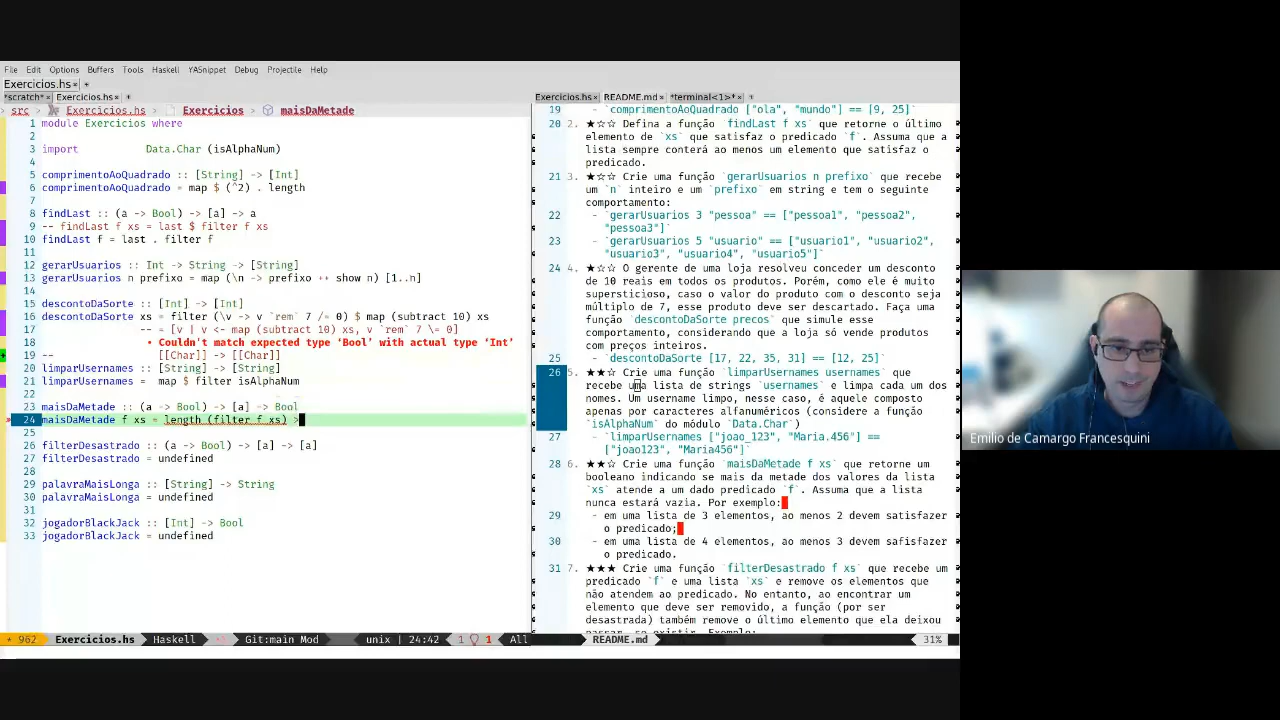 File Edit Options Buffers Tools Haskell YASnippet Debug Projectile Help
Exercicios.hs× +
*scratch*× Exercicios.hs× +
src > Exercicios.hs > Exercicios > maisDaMetade
1 module Exercicios where
2
3 import Data.Char (isAlphaNum)
4
5 comprimentoAoQuadrado :: [String] -> [Int]
6 comprimentoAoQuadrado = map $ (^2) . length
7
8 findLast :: (a -> Bool) -> [a] -> a
9 -- findLast f xs = last $ filter f xs
10 findLast f = last . filter f
11
12 gerarUsuarios :: Int -> String -> [String]
13 gerarUsuarios n prefixo = map (\n -> prefixo ++ show n) [1..n]
14
15 descontoDaSorte :: [Int] -> [Int]
16 descontoDaSorte xs = filter (\v -> v `rem` 7 /= 0) $ map (subtract 10) xs
17 -- = [v | v <- map (subtract 10) xs, v `rem` 7 \= 0]
18 • Couldn't match expected type ‘Bool’ with actual type ‘Int’
19 -- [[Char]] -> [[Char]]
20 limparUsernames :: [String] -> [String]
21 limparUsernames = map $ filter isAlphaNum
22
23 maisDaMetade :: (a -> Bool) -> [a] -> Bool
24 maisDaMetade f xs = length (filter f xs) >
25
26 filterDesastrado :: (a -> Bool) -> [a] -> [a]
27 filterDesastrado = undefined
28
29 palavraMaisLonga :: [String] -> String
30 palavraMaisLonga = undefined
31
32 jogadorBlackJack :: [Int] -> Bool
33 jogadorBlackJack = undefined
+ 962 Exercicios.hs Haskell Git:main Mod unix | 24:42 1 1 All
Exercicios.hs× README.md× *terminal<1>*× +
19 - `comprimentoAoQuadrado ["ola", "mundo"] == [9, 25]`
20 2. ★☆☆ Defina a função `findLast f xs` que retorne o último
elemento de `xs` que satisfaz o predicado `f`. Assuma que a
lista sempre conterá ao menos um elemento que satisfaz o
predicado.
21 3. ★☆☆ Crie uma função `gerarUsuarios n prefixo` que recebe
um `n` inteiro e um `prefixo` em string e tem o seguinte
comportamento:
22 - `gerarUsuarios 3 "pessoa" == ["pessoa1", "pessoa2",
"pessoa3"]`
23 - `gerarUsuarios 5 "usuario" == ["usuario1", "usuario2",
"usuario3", "usuario4", "usuario5"]`
24 4. ★☆☆ O gerente de uma loja resolveu conceder um desconto
de 10 reais em todos os produtos. Porém, como ele é muito
supersticioso, caso o valor do produto com o desconto seja
múltiplo de 7, esse produto deve ser descartado. Faça uma
função `descontoDaSorte precos` que simule esse
comportamento, considerando que a loja só vende produtos
com preços inteiros.
25 - `descontoDaSorte [17, 22, 35, 31] == [12, 25]`
26 5. ★★☆ Crie uma função `limparUsernames usernames` que
recebe uma lista de strings `usernames` e limpa cada um dos
nomes. Um username limpo, nesse caso, é aquele composto
apenas por caracteres alfanuméricos (considere a função
`isAlphaNum` do módulo `Data.Char`)
27 - `limparUsernames ["joao_123", "Maria.456"] ==
["joao123", "Maria456"]`
28 6. ★★☆ Crie uma função `maisDaMetade f xs` que retorne um
booleano indicando se mais da metade dos valores da lista
`xs` atende a um dado predicado `f`. Assuma que a lista
nunca estará vazia. Por exemplo:
29 - em uma lista de 3 elementos, ao menos 2 devem satisfazer
o predicado;
30 - em uma lista de 4 elementos, ao menos 3 devem safisfazer
o predicado.
31 7. ★★★ Crie uma função `filterDesastrado f xs` que recebe um
predicado `f` e uma lista `xs` e remove os elementos que
não atendem ao predicado. No entanto, ao encontrar um
elemento que deve ser removido, a função (por ser
desastrada) também remove o último elemento que ela deixou
README.md 31%
Emilio de Camargo Francesquini